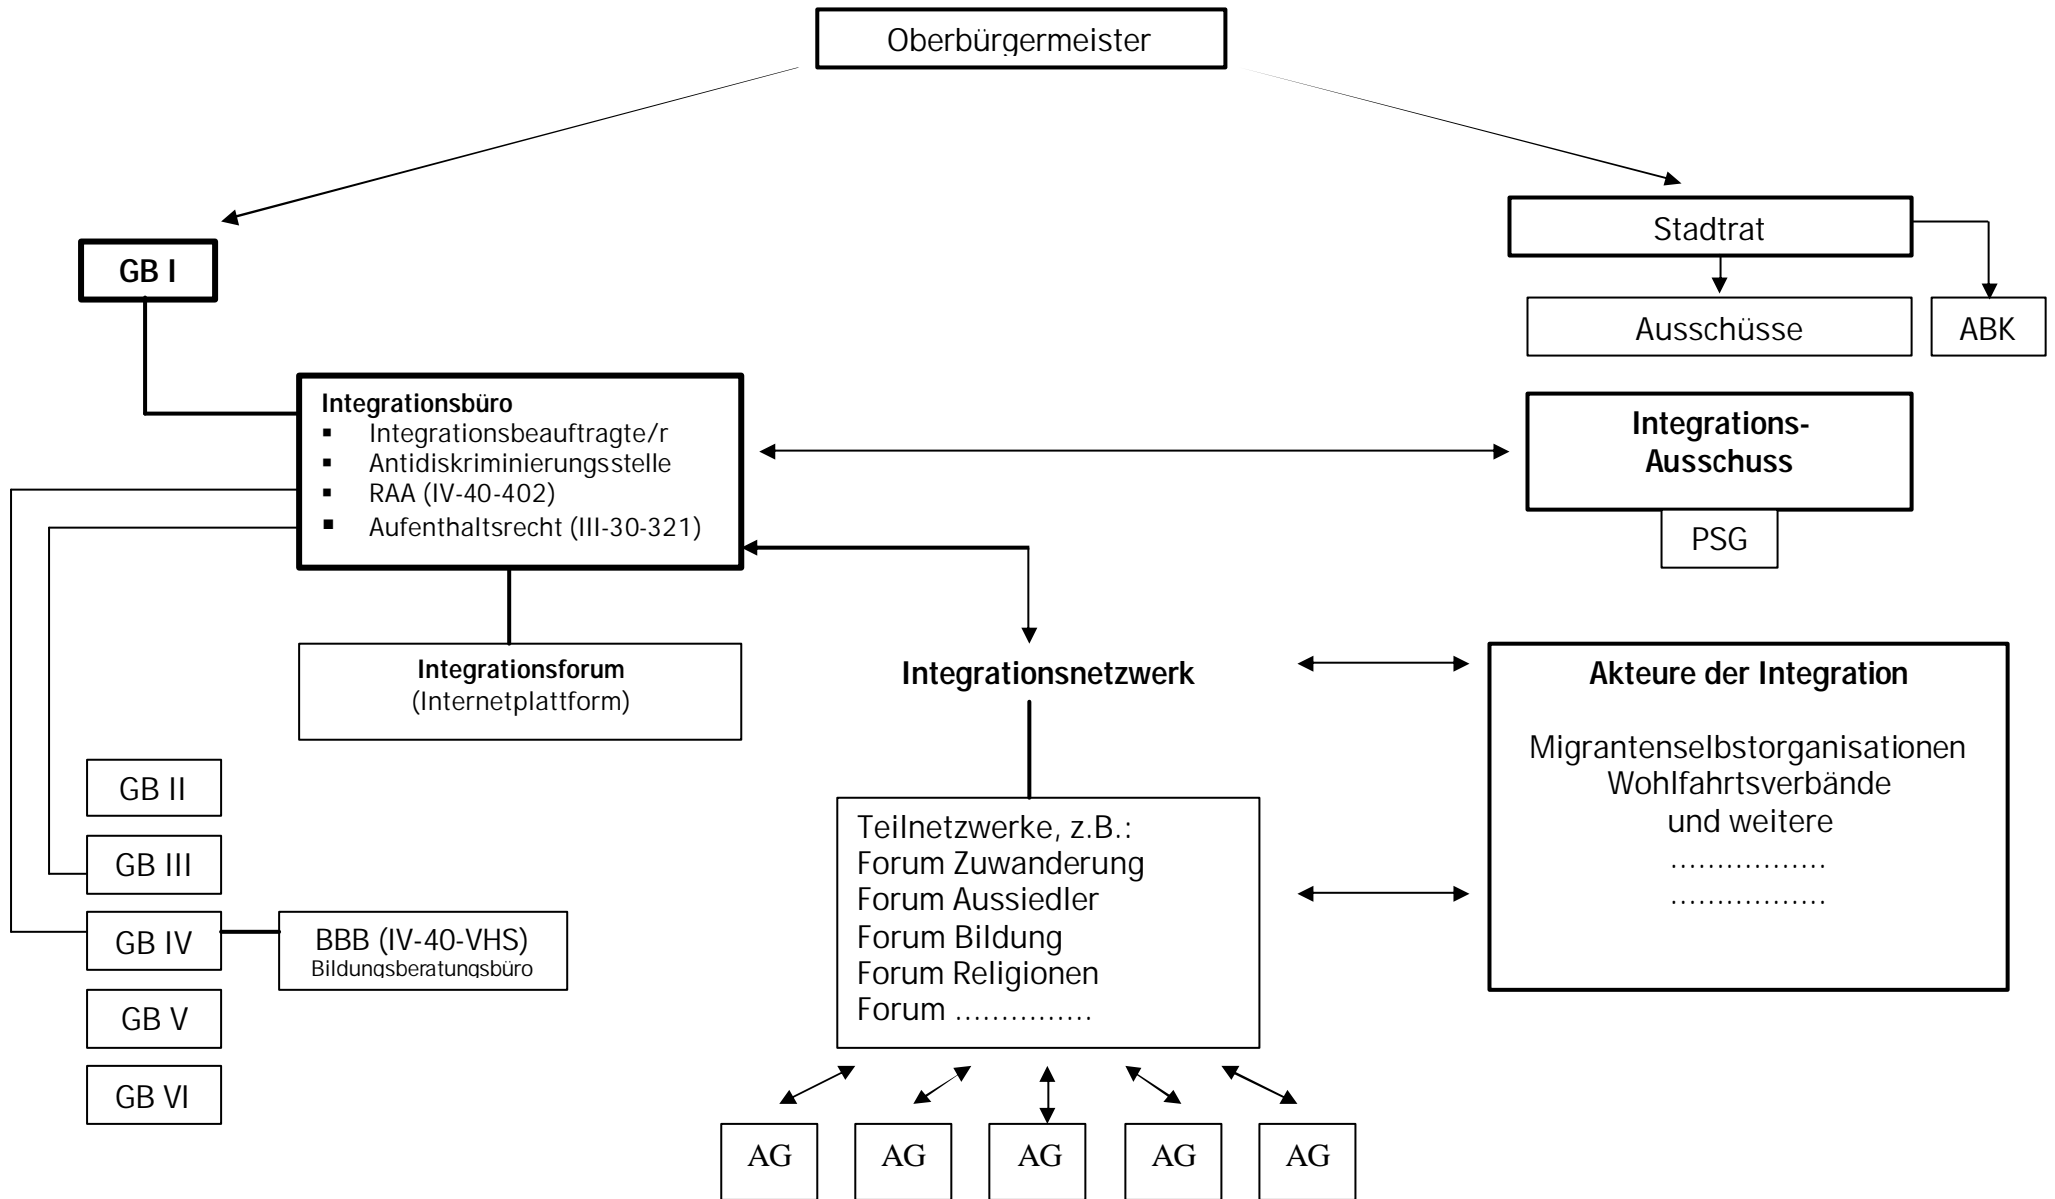 Oberbürgermeister
GB I
Stadtrat
Ausschüsse
ABK
Integrationsbüro
▪ Integrationsbeauftragte/r
▪ Antidiskriminierungsstelle
▪ RAA (IV-40-402)
▪ Aufenthaltsrecht (III-30-321)
Integrations-
Ausschuss
PSG
Integrationsforum
(Internetplattform)
Integrationsnetzwerk
Akteure der Integration
Migrantenselbstorganisationen
Wohlfahrtsverbände
und weitere
.................
.................
GB II
GB III
GB IV
BBB (IV-40-VHS)
Bildungsberatungsbüro
GB V
GB VI
Teilnetzwerke, z.B.:
Forum Zuwanderung
Forum Aussiedler
Forum Bildung
Forum Religionen
Forum ...............
AG
AG
AG
AG
AG